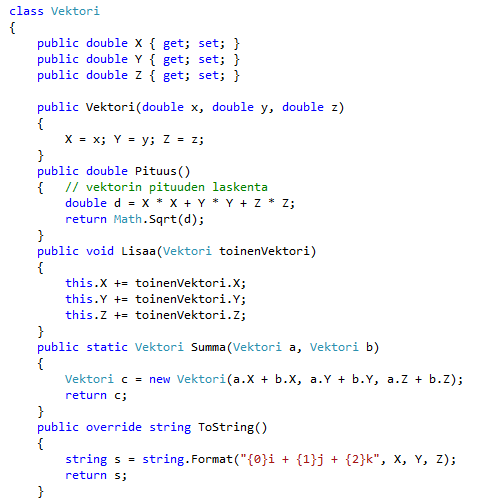 class Vektori
{
    public double X { get; set; }
    public double Y { get; set; }
    public double Z { get; set; }

    public Vektori(double x, double y, double z)
    {
        X = x; Y = y; Z = z;
    }
    public double Pituus()
    {   // vektorin pituuden laskenta
        double d = X * X + Y * Y + Z * Z;
        return Math.Sqrt(d);
    }
    public void Lisaa(Vektori toinenVektori)
    {
        this.X += toinenVektori.X;
        this.Y += toinenVektori.Y;
        this.Z += toinenVektori.Z;
    }
    public static Vektori Summa(Vektori a, Vektori b)
    {
        Vektori c = new Vektori(a.X + b.X, a.Y + b.Y, a.Z + b.Z);
        return c;
    }
    public override string ToString()
    {
        string s = string.Format("{0}i + {1}j + {2}k", X, Y, Z);
        return s;
    }